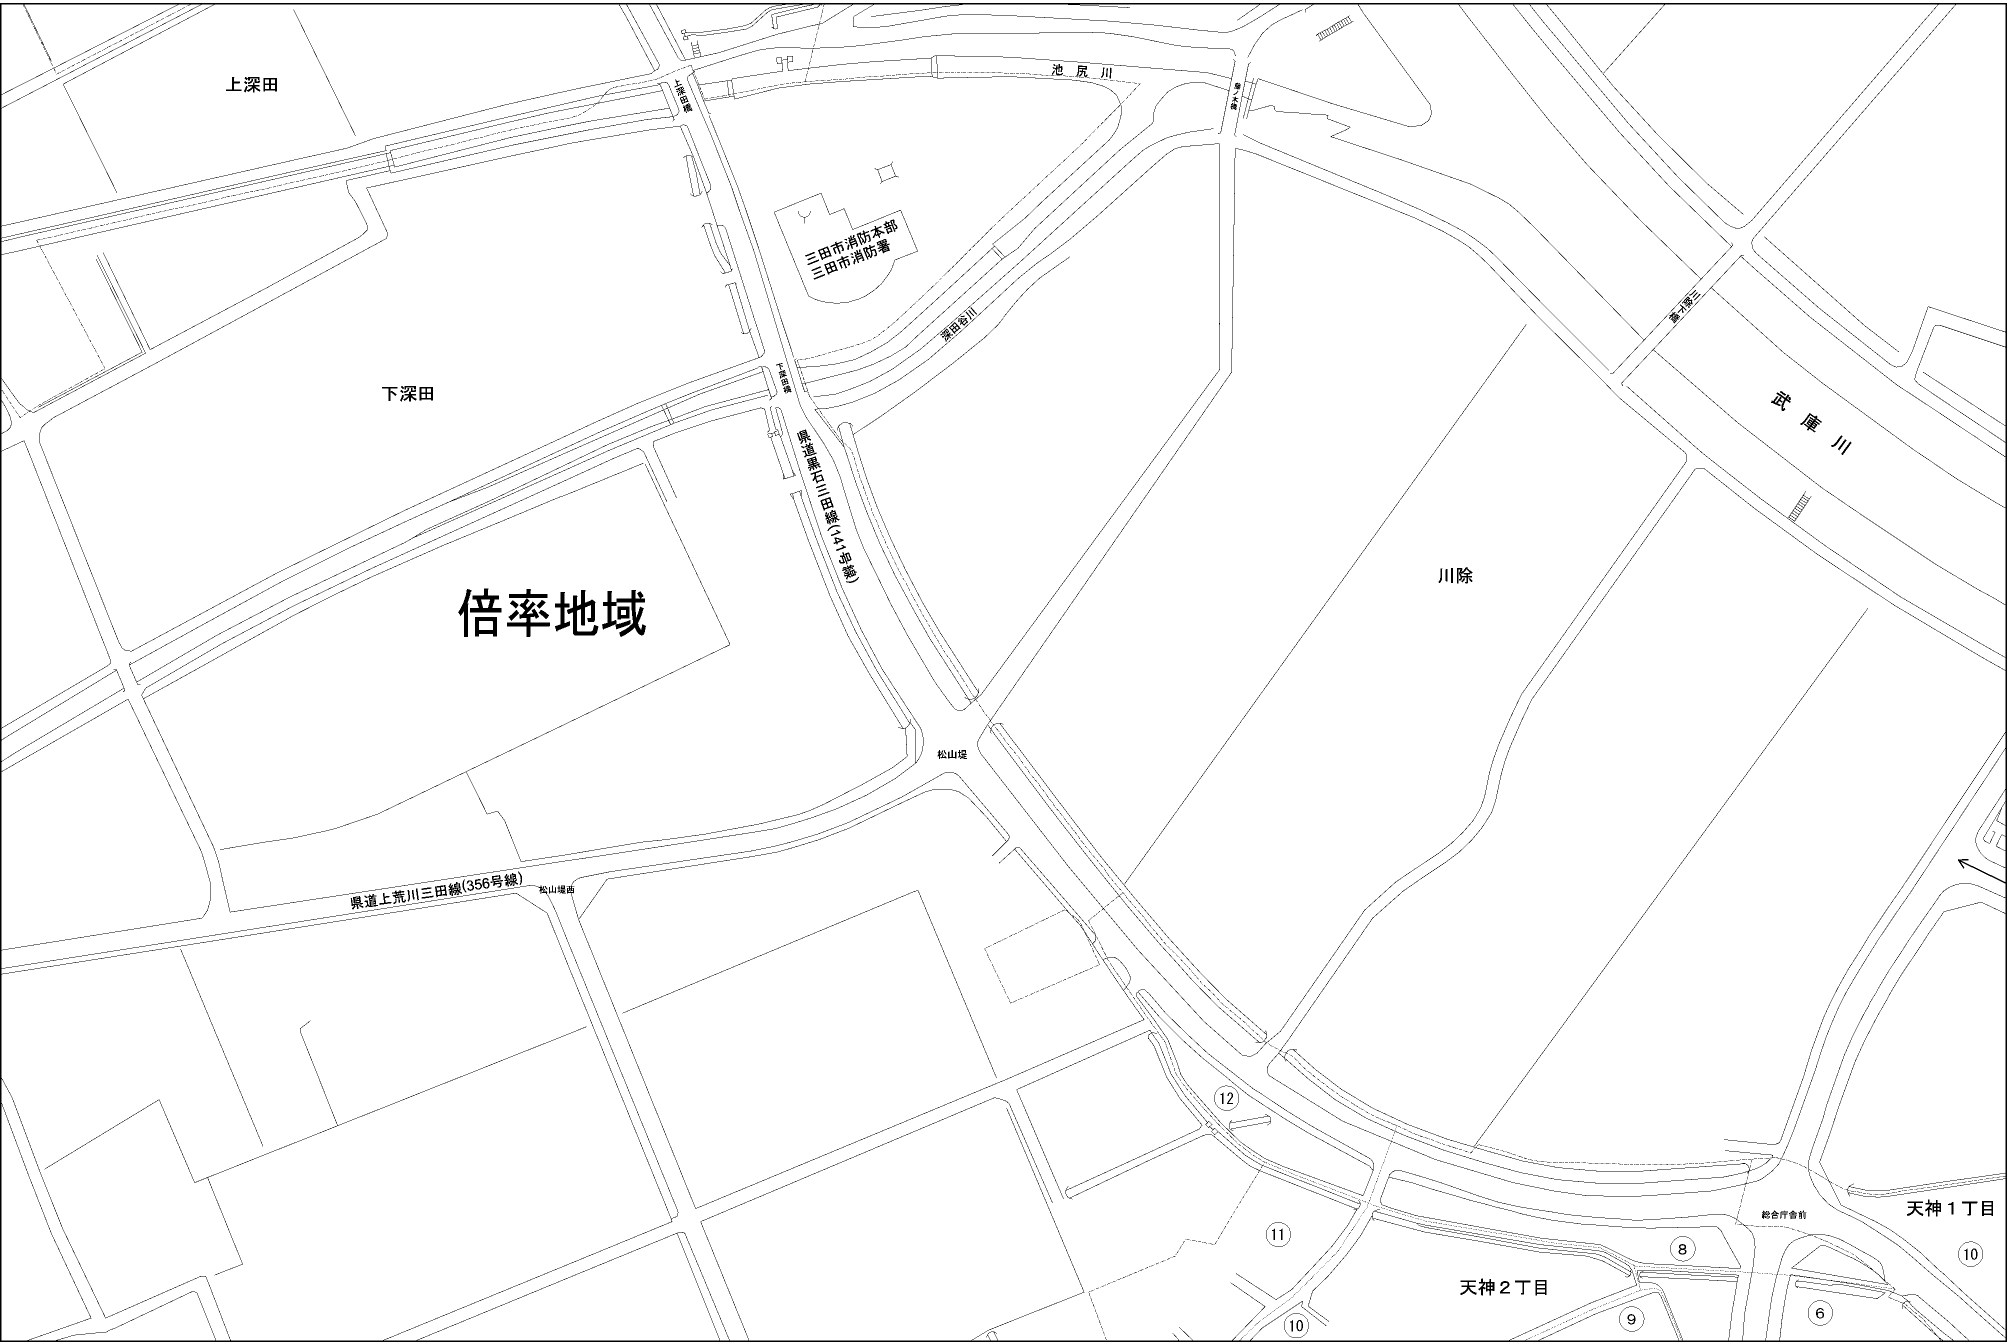 上深田
上深田橋
池尻川
三田市消防本部
三田市消防署
深田谷川
川除下橋
武庫川
下深田
下深田橋
県道黒石三田線(141号線)
川除
倍率地域
松山堤
県道上荒川三田線(356号線)
松山堤西
12
11
総合庁舎前
天神1丁目
8
10
天神2丁目
6
9
10